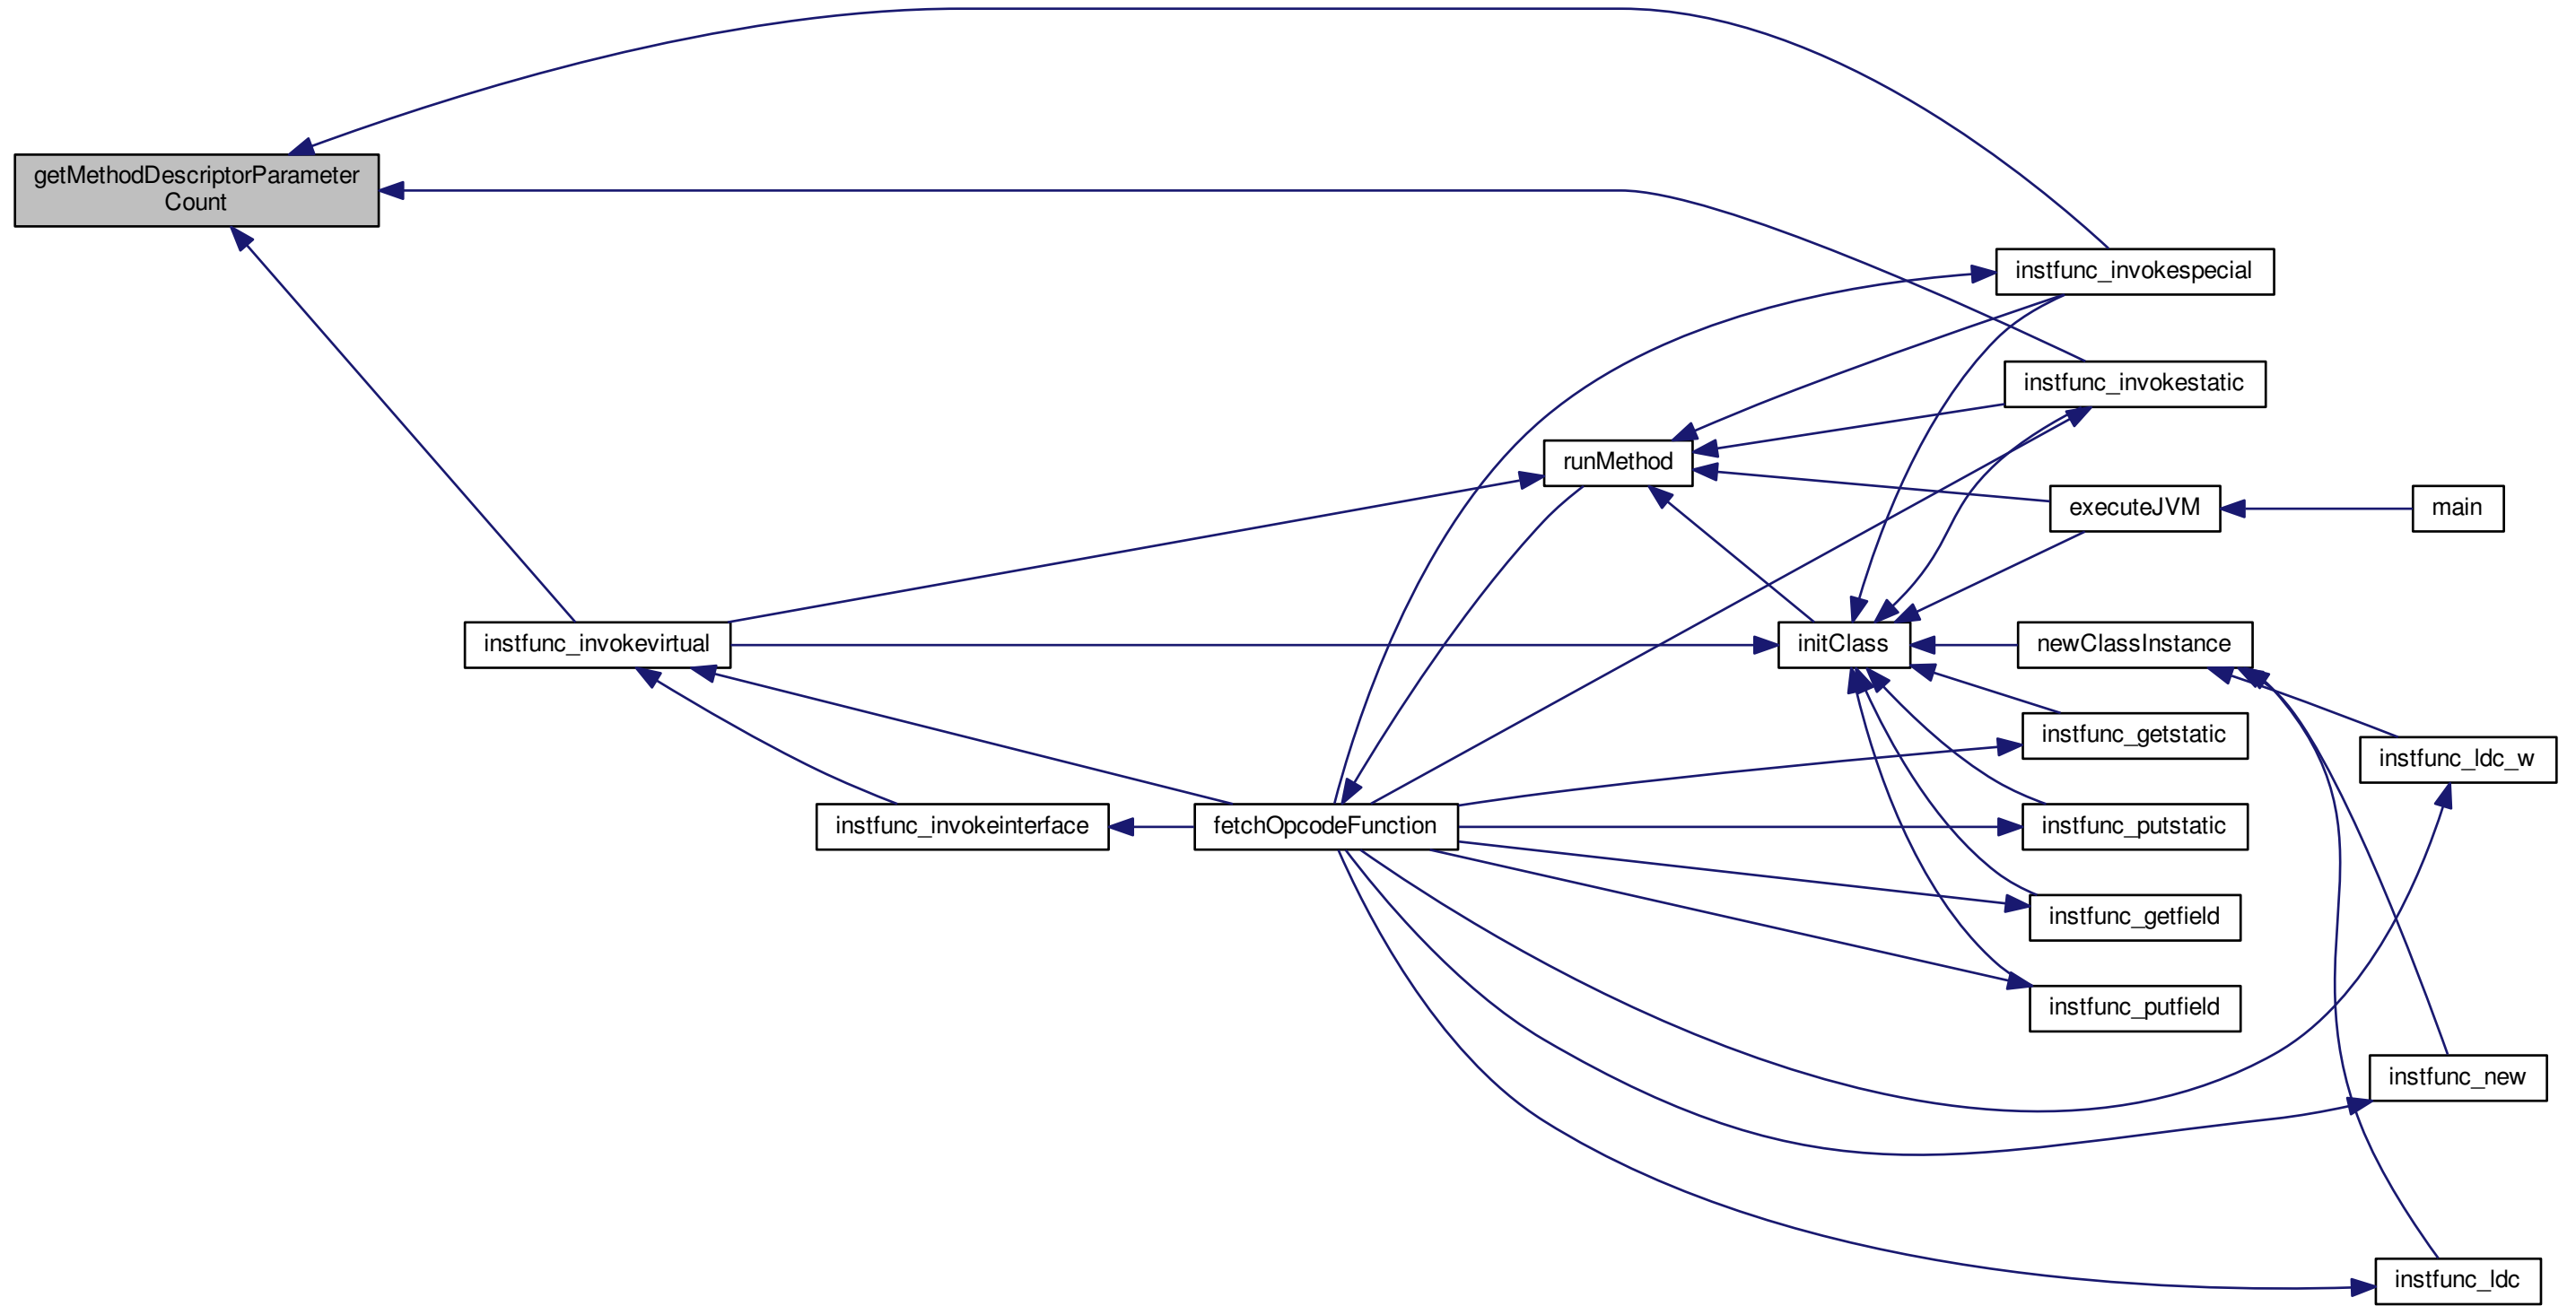 getMethodDescriptorParameter
Count
instfunc_invokespecial
instfunc_invokestatic
runMethod
executeJVM
main
instfunc_invokevirtual
initClass
newClassInstance
instfunc_getstatic
instfunc_ldc_w
instfunc_invokeinterface
fetchOpcodeFunction
instfunc_putstatic
instfunc_getfield
instfunc_putfield
instfunc_new
instfunc_ldc